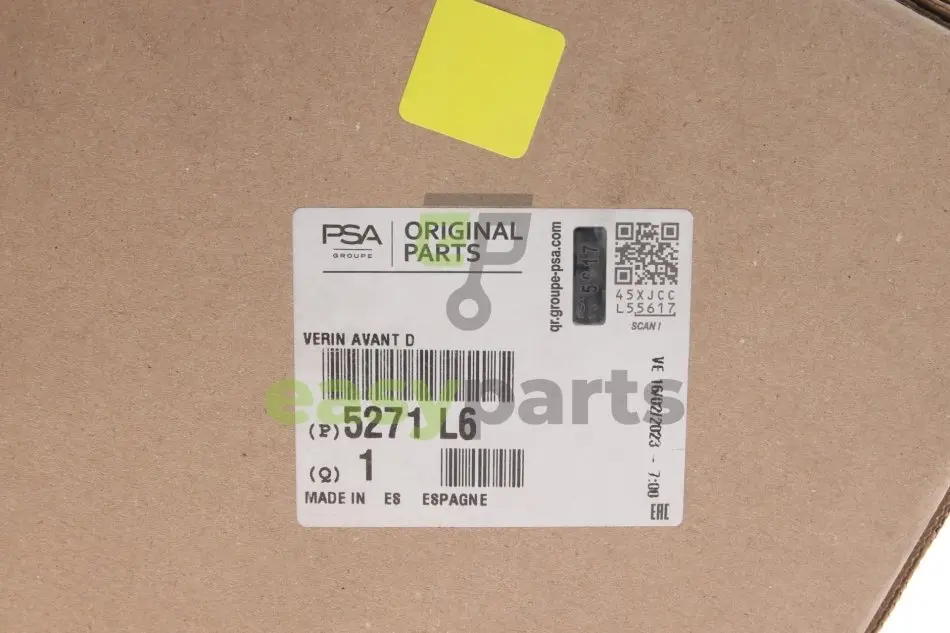 PSA
GROUPE
ORIGINAL
PARTS
qr.groupe-psa.com
45XJCC
L55617
SCAN!
VERIN AVANT D
easyparts
(P) 5271 L6
(Q) 1
MADE IN ES ESPAGNE
VE 16/02/2023 - 7:00
EAC